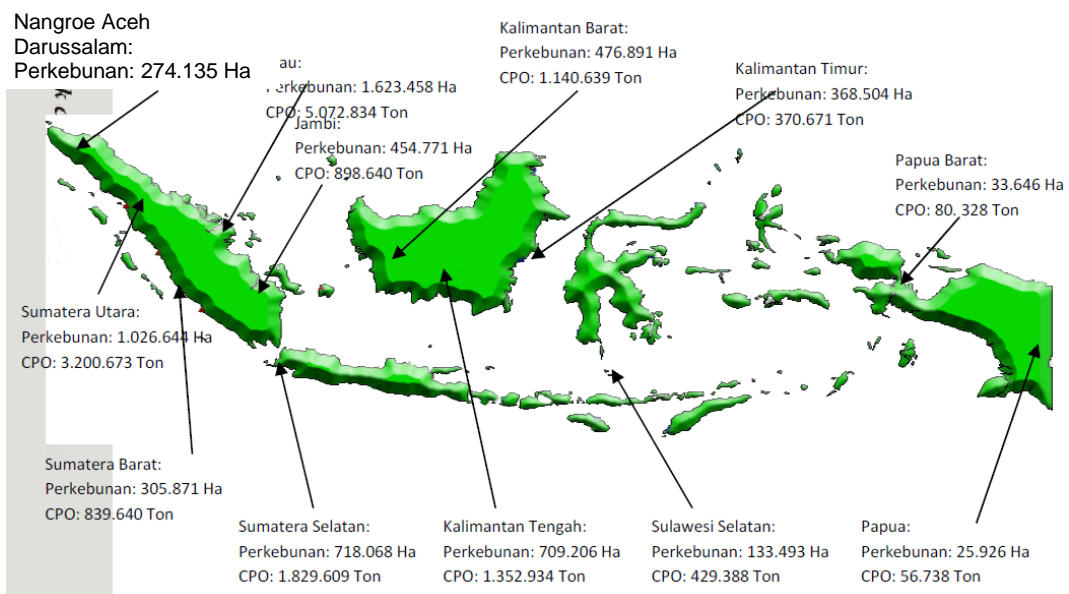 Nangroe Aceh
Darussalam:
Perkebunan: 274.135 Ha
au:
Perkebunan: 1.623.458 Ha
CPO: 5.072.834 Ton
Jambi:
Perkebunan: 454.771 Ha
CPO: 898.640 Ton
Kalimantan Barat:
Perkebunan: 476.891 Ha
CPO: 1.140.639 Ton
Kalimantan Timur:
Perkebunan: 368.504 Ha
CPO: 370.671 Ton
Papua Barat:
Perkebunan: 33.646 Ha
CPO: 80. 328 Ton
Sumatera Utara:
Perkebunan: 1.026.644 Ha
CPO: 3.200.673 Ton
Sumatera Barat:
Perkebunan: 305.871 Ha
CPO: 839.640 Ton
Sumatera Selatan:
Perkebunan: 718.068 Ha
CPO: 1.829.609 Ton
Kalimantan Tengah:
Perkebunan: 709.206 Ha
CPO: 1.352.934 Ton
Sulawesi Selatan:
Perkebunan: 133.493 Ha
CPO: 429.388 Ton
Papua:
Perkebunan: 25.926 Ha
CPO: 56.738 Ton